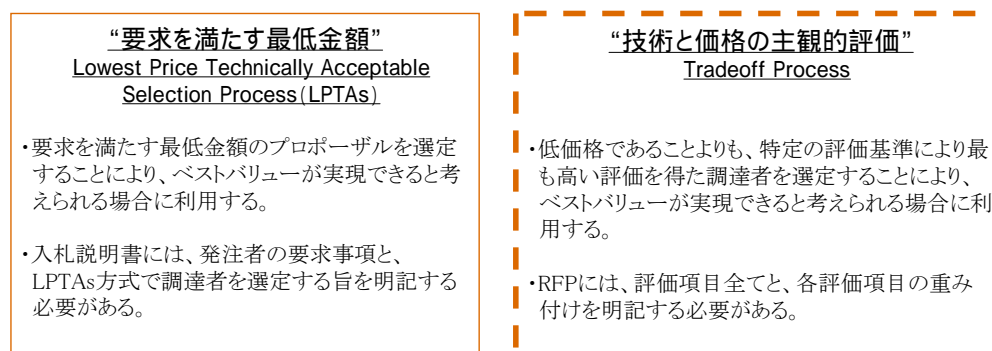 “要求を満たす最低金額”
Lowest Price Technically Acceptable
Selection Process（LPTAs）
・要求を満たす最低金額のプロポーザルを選定
することにより、ベストバリューが実現できると考
えられる場合に利用する。
・入札説明書には、発注者の要求事項と、
LPTAs方式で調達者を選定する旨を明記する
必要がある。
“技術と価格の主観的評価”
Tradeoff Process
・低価格であることよりも、特定の評価基準により最
も高い評価を得た調達者を選定することにより、
ベストバリューが実現できると考えられる場合に利
用する。
・RFPには、評価項目全てと、各評価項目の重み
付けを明記する必要がある。